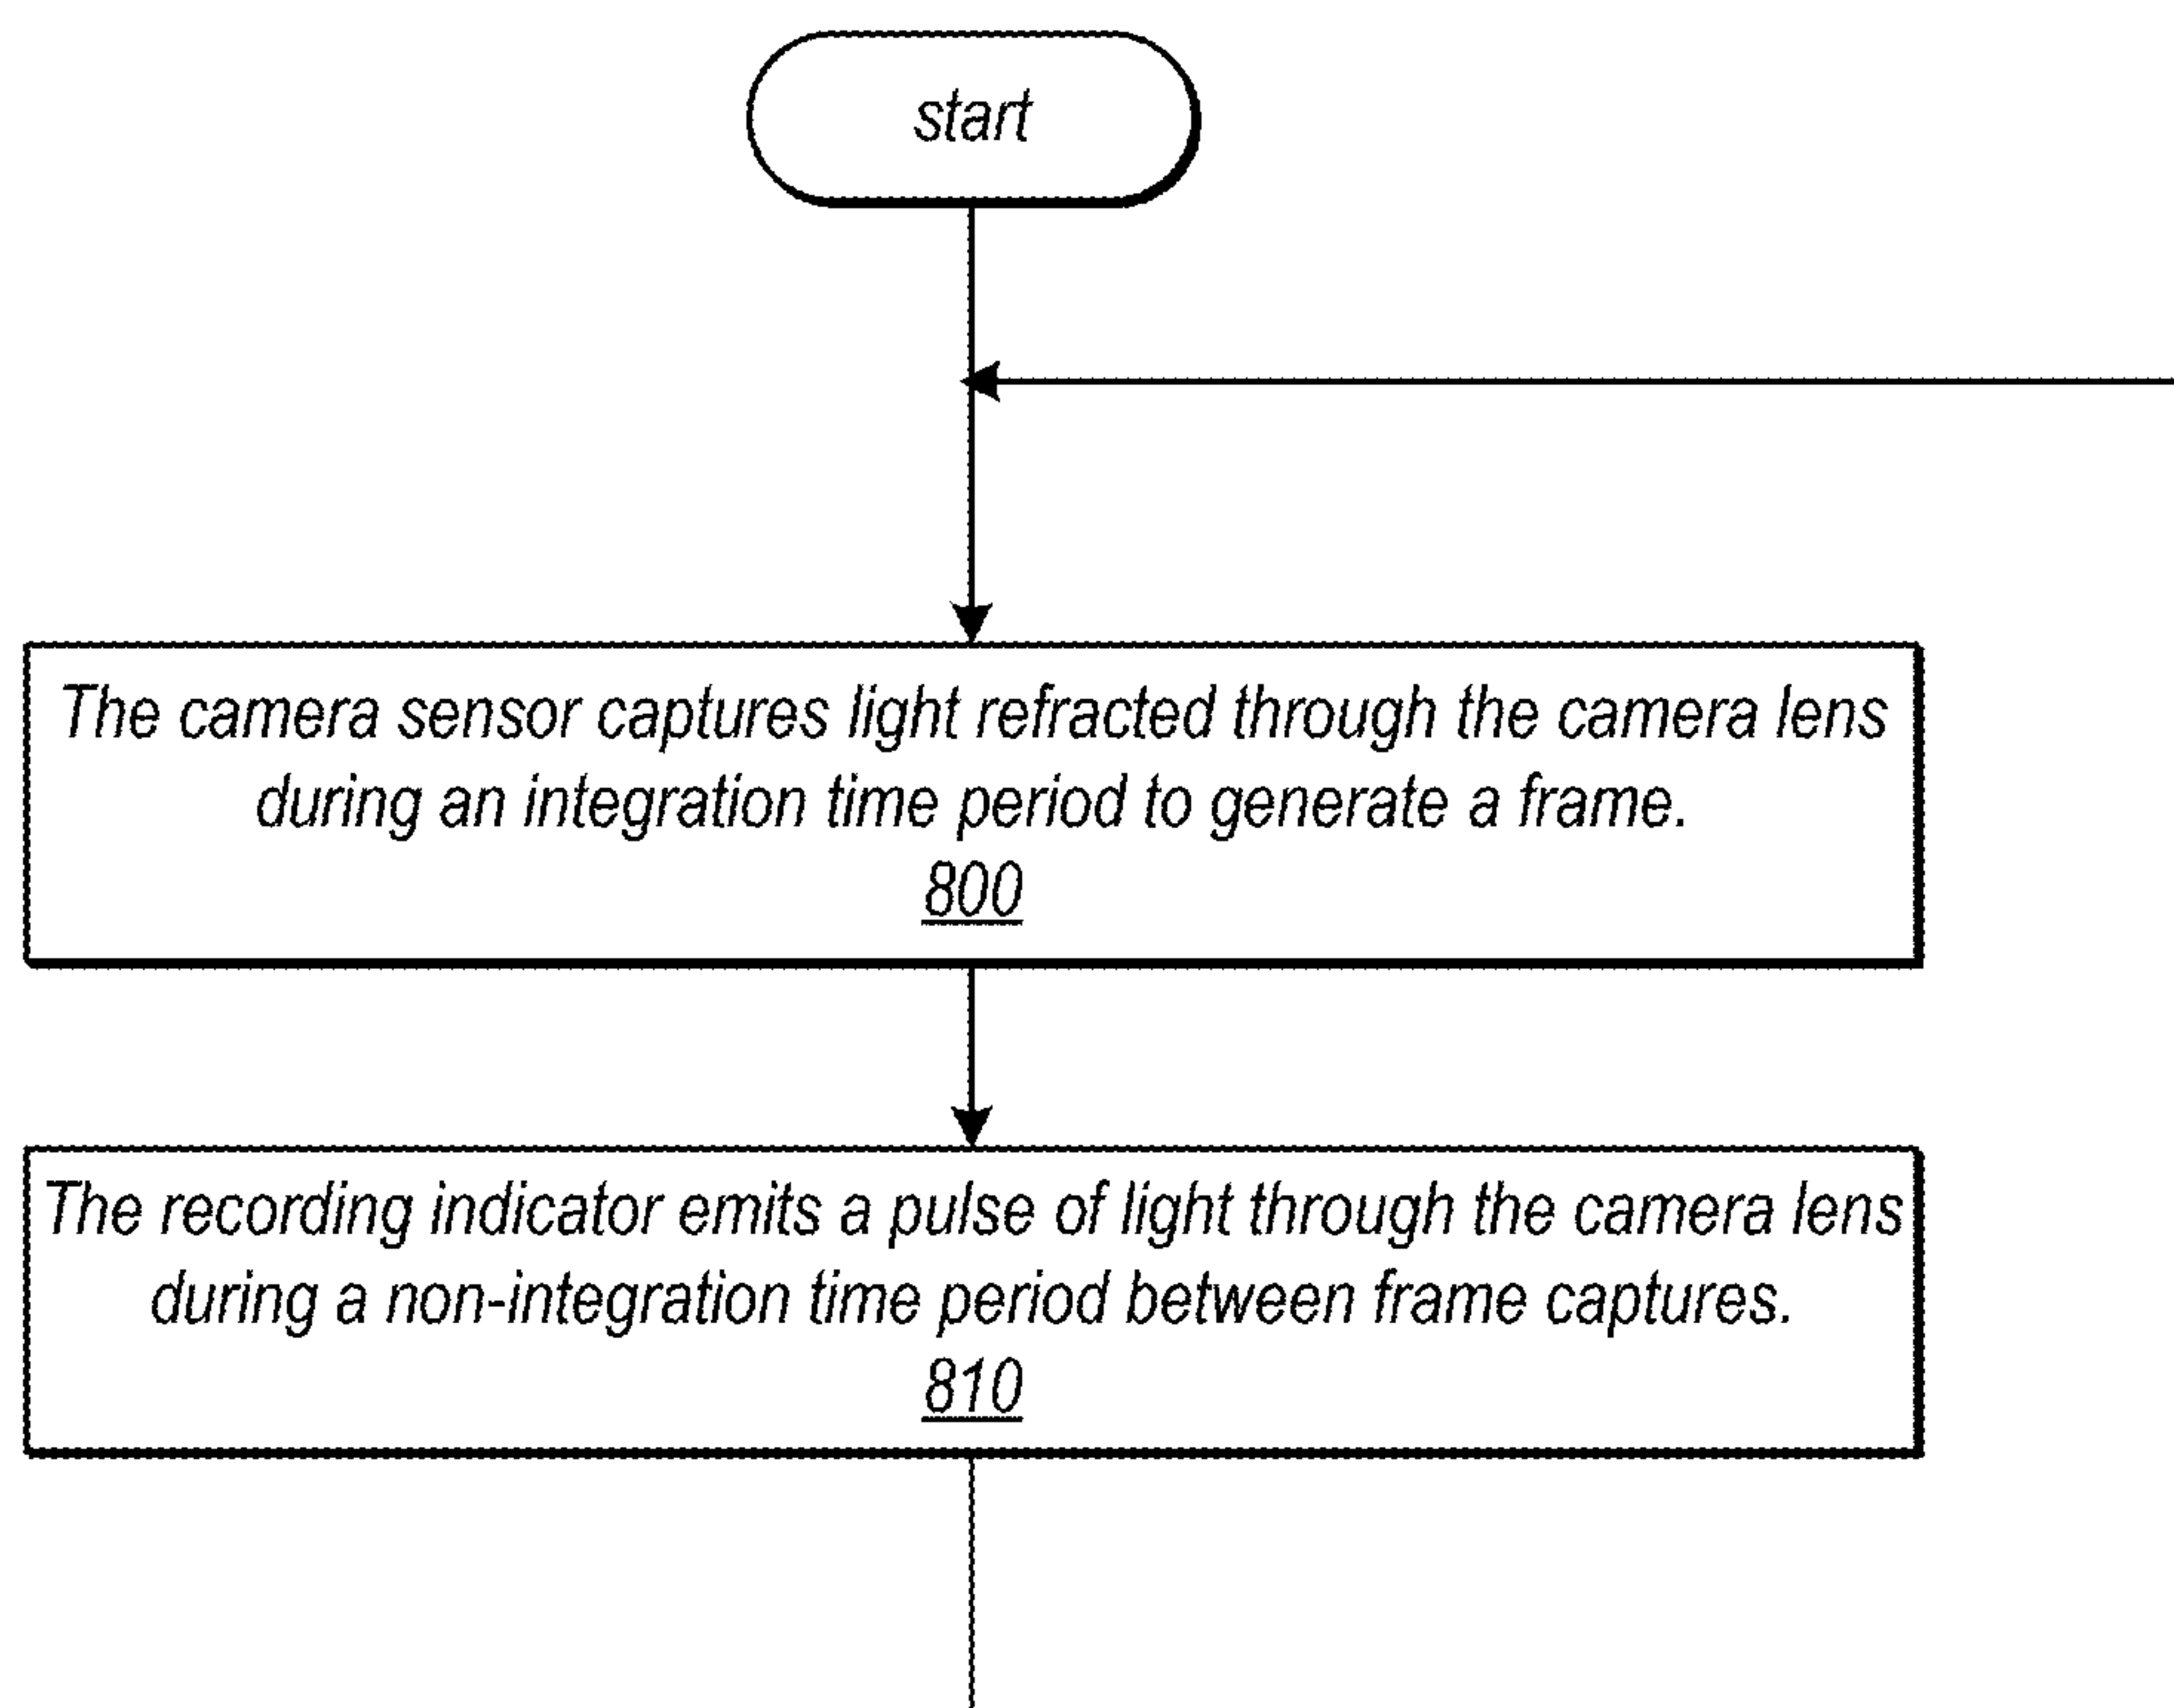 start
The camera sensor captures light refracted through the camera lens
during an integration time period to generate a frame.
800
The recording indicator emits a pulse of light through the camera lens
during a non-integration time period between frame captures.
810